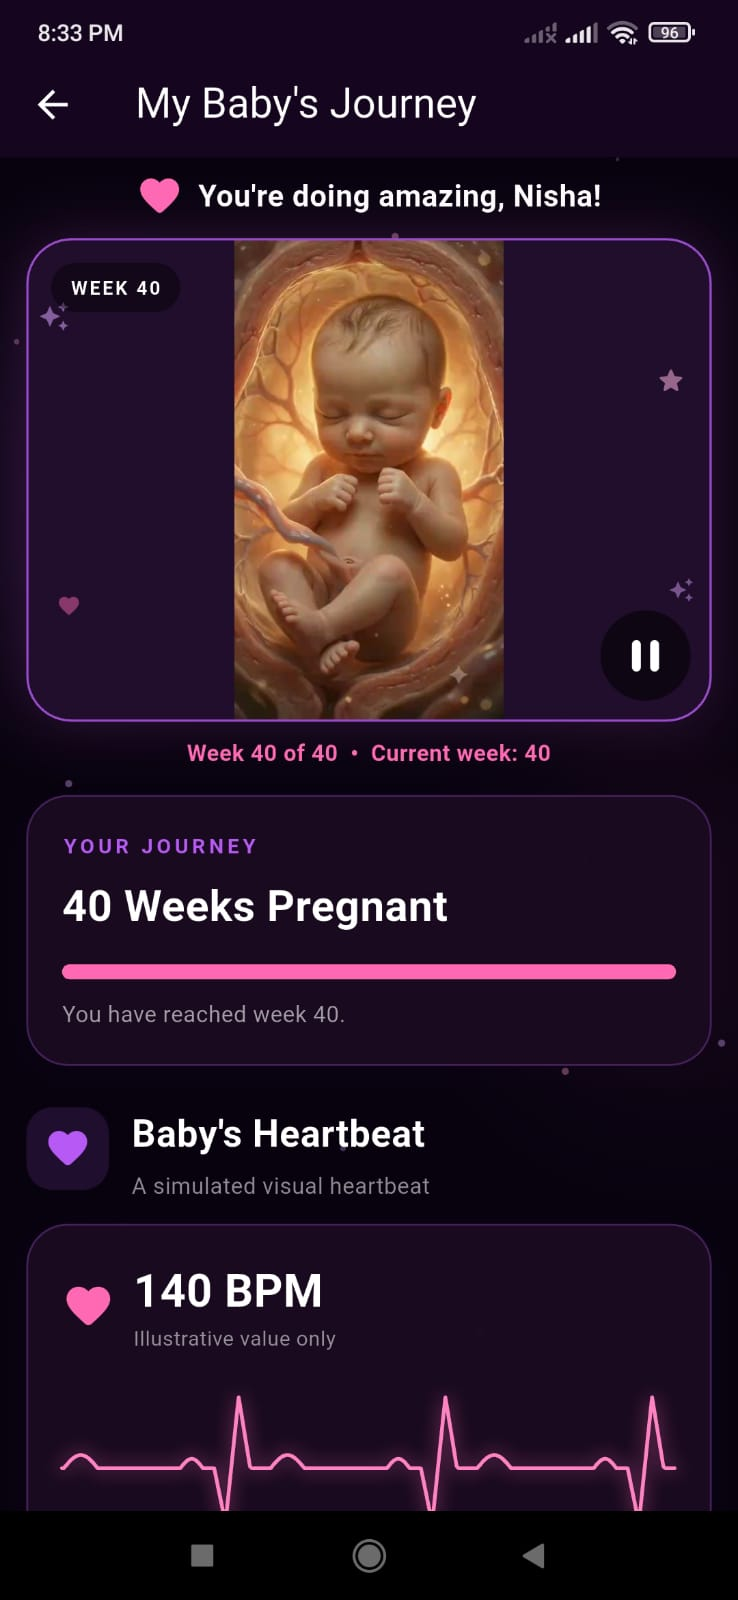 8:33 PM
96
My Baby's Journey
You're doing amazing, Nisha!
WEEK 40
Week 40 of 40 • Current week: 40
YOUR JOURNEY
40 Weeks Pregnant
You have reached week 40.
Baby's Heartbeat
A simulated visual heartbeat
140 BPM
Illustrative value only